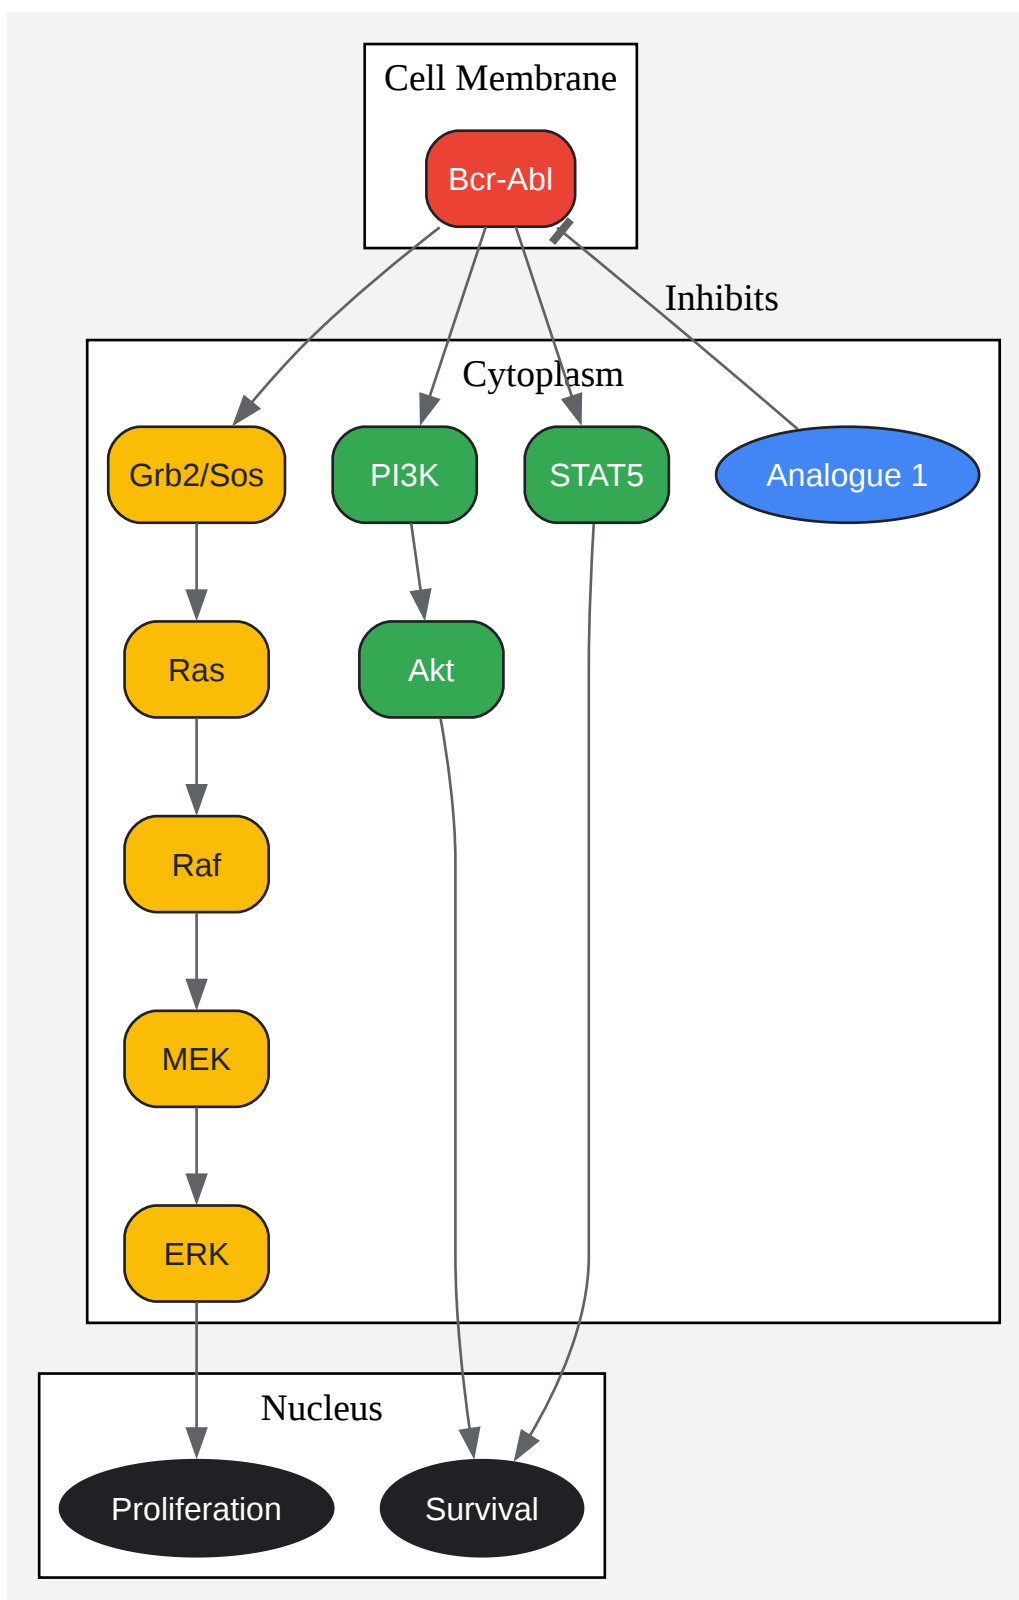 Cell Membrane
Bcr-Abl
Inhibits
Cytoplasm
Grb2/Sos
PI3K
STAT5
Analogue 1
Ras
Akt
Raf
MEK
ERK
Nucleus
Proliferation
Survival